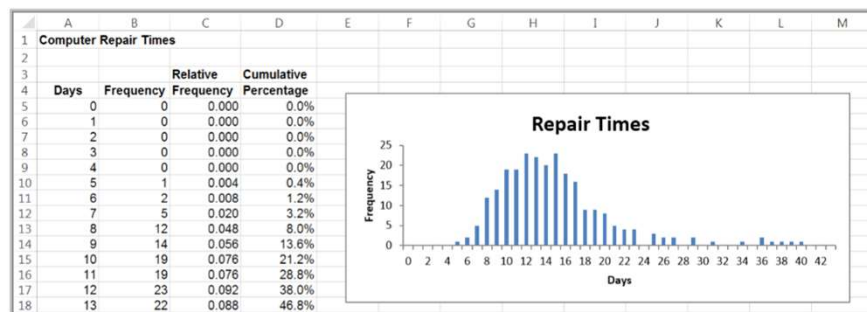 A B C D E F G H I J K L M
1 Computer Repair Times
2
3 Relative Cumulative
4 Days Frequency Frequency Percentage
5 0 0 0.000 0.0%
6 1 0 0.000 0.0%
7 2 0 0.000 0.0%
8 3 0 0.000 0.0%
9 4 0 0.000 0.0%
10 5 1 0.004 0.4%
11 6 2 0.008 1.2%
12 7 5 0.020 3.2%
13 8 12 0.048 8.0%
14 9 14 0.056 13.6%
15 10 19 0.076 21.2%
16 11 19 0.076 28.8%
17 12 23 0.092 38.0%
18 13 22 0.088 46.8%
Repair Times
Frequency
25
20
15
10
5
0
0 2 4 6 8 10 12 14 16 18 20 22 24 26 28 30 32 34 36 38 40 42
Days